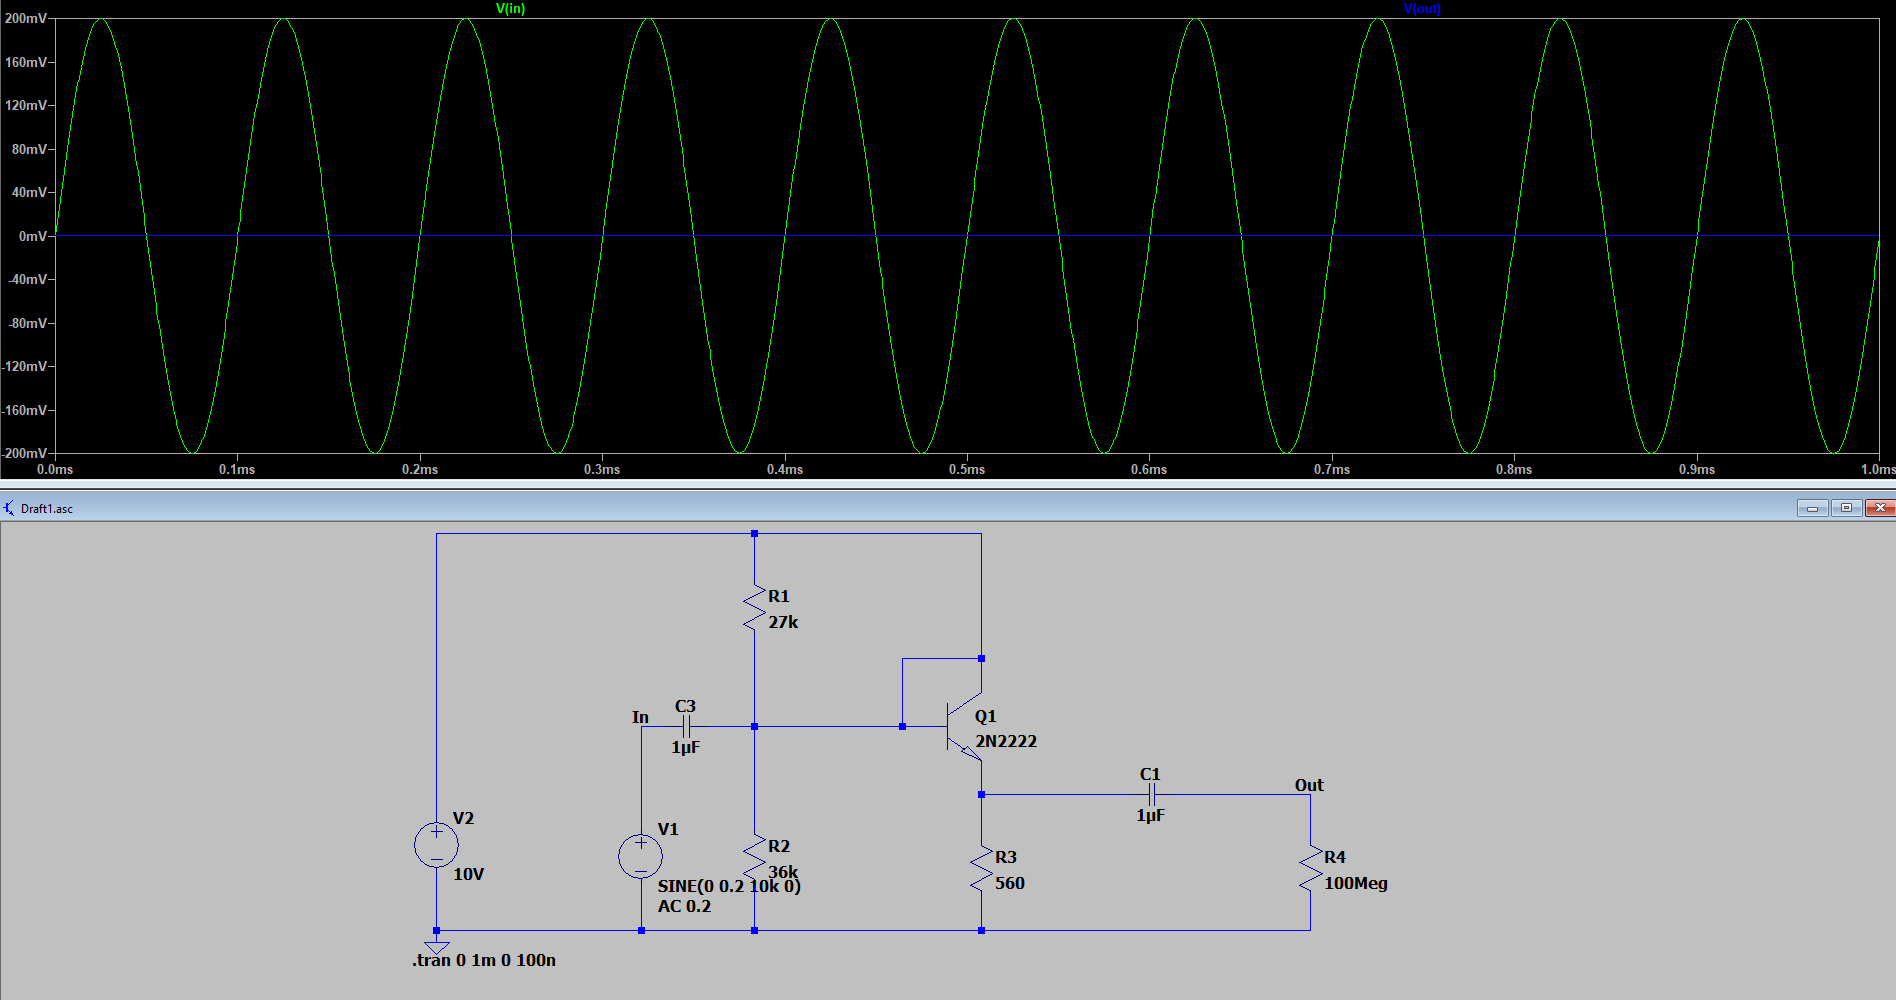 V(in) V(out)
200mV
160mV
120mV
80mV
40mV
0mV
-40mV
-80mV
-120mV
-160mV
-200mV
0.0ms 0.1ms 0.2ms 0.3ms 0.4ms 0.5ms 0.6ms 0.7ms 0.8ms 0.9ms 1.0ms
Draft1.asc
R1
27k
In
C3
1µF
Q1
2N2222
C1
1µF
Out
V2
10V
V1
SINE(0 0.2 10k 0)
AC 0.2
R2
36k
R3
560
R4
100Meg
.tran 0 1m 0 100n